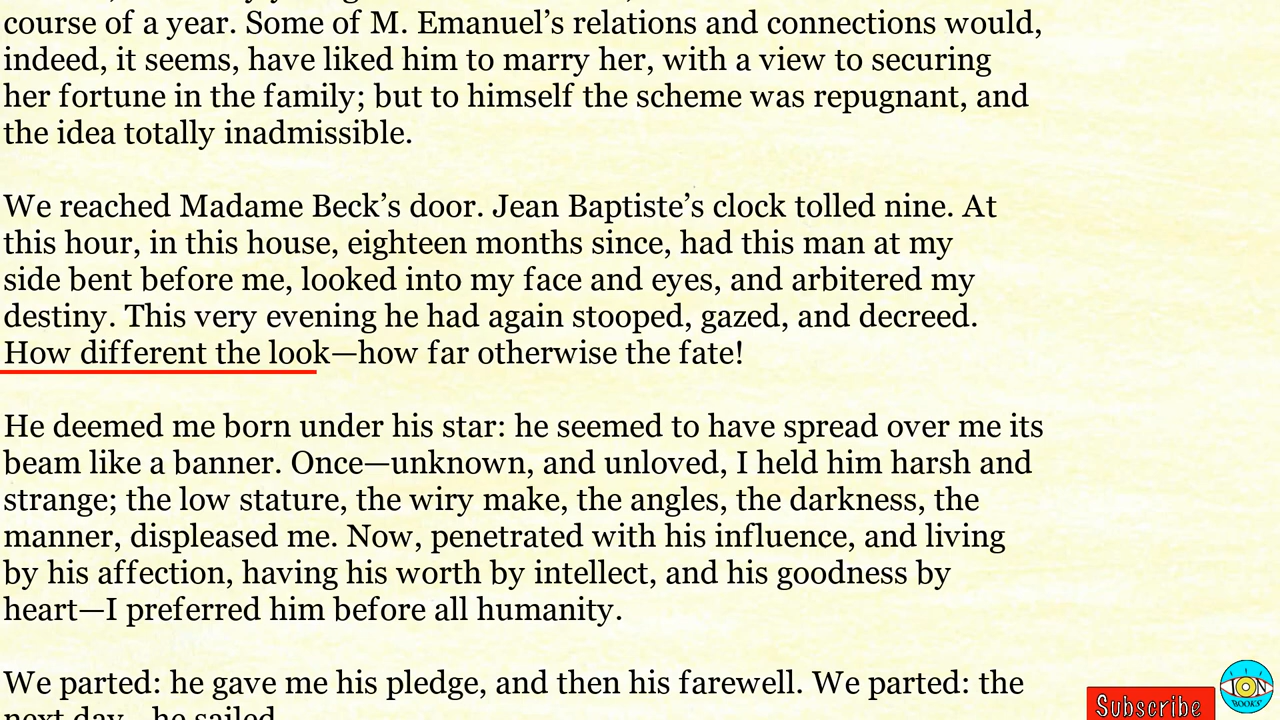 course of a year. Some of M. Emanuel’s relations and connections would,
indeed, it seems, have liked him to marry her, with a view to securing
her fortune in the family; but to himself the scheme was repugnant, and
the idea totally inadmissible.
We reached Madame Beck’s door. Jean Baptiste’s clock tolled nine. At
this hour, in this house, eighteen months since, had this man at my
side bent before me, looked into my face and eyes, and arbitered my
destiny. This very evening he had again stooped, gazed, and decreed.
How different the look—how far otherwise the fate!
He deemed me born under his star: he seemed to have spread over me its
beam like a banner. Once—unknown, and unloved, I held him harsh and
strange; the low stature, the wiry make, the angles, the darkness, the
manner, displeased me. Now, penetrated with his influence, and living
by his affection, having his worth by intellect, and his goodness by
heart—I preferred him before all humanity.
We parted: he gave me his pledge, and then his farewell. We parted: the
next day—he sailed.
Subscribe
ION
BOOKS